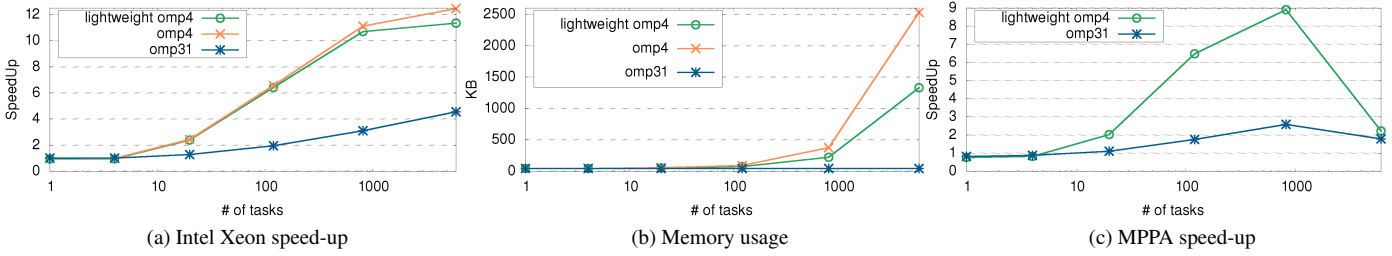 12
10
8
6
4
2
0
SpeedUp
lightweight omp4
omp4
omp31
1
10
100
1000
# of tasks
(a) Intel Xeon speed-up
2500
2000
1500
1000
500
0
KB
lightweight omp4
omp4
omp31
1
10
100
1000
# of tasks
(b) Memory usage
9
8
7
6
5
4
3
2
1
0
SpeedUp
lightweight omp4
omp31
1
10
100
1000
# of tasks
(c) MPPA speed-up